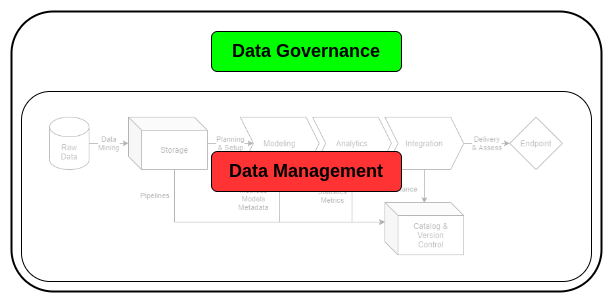 Data Governance
Raw
Data
Data
Mining
Storage
Planning
& Setup
Modeling
Analytics
Integration
Delivery
& Assess
Endpoint
Data Management
Pipelines
Models
Metadata
Metrics
Catalog &
Version
Control